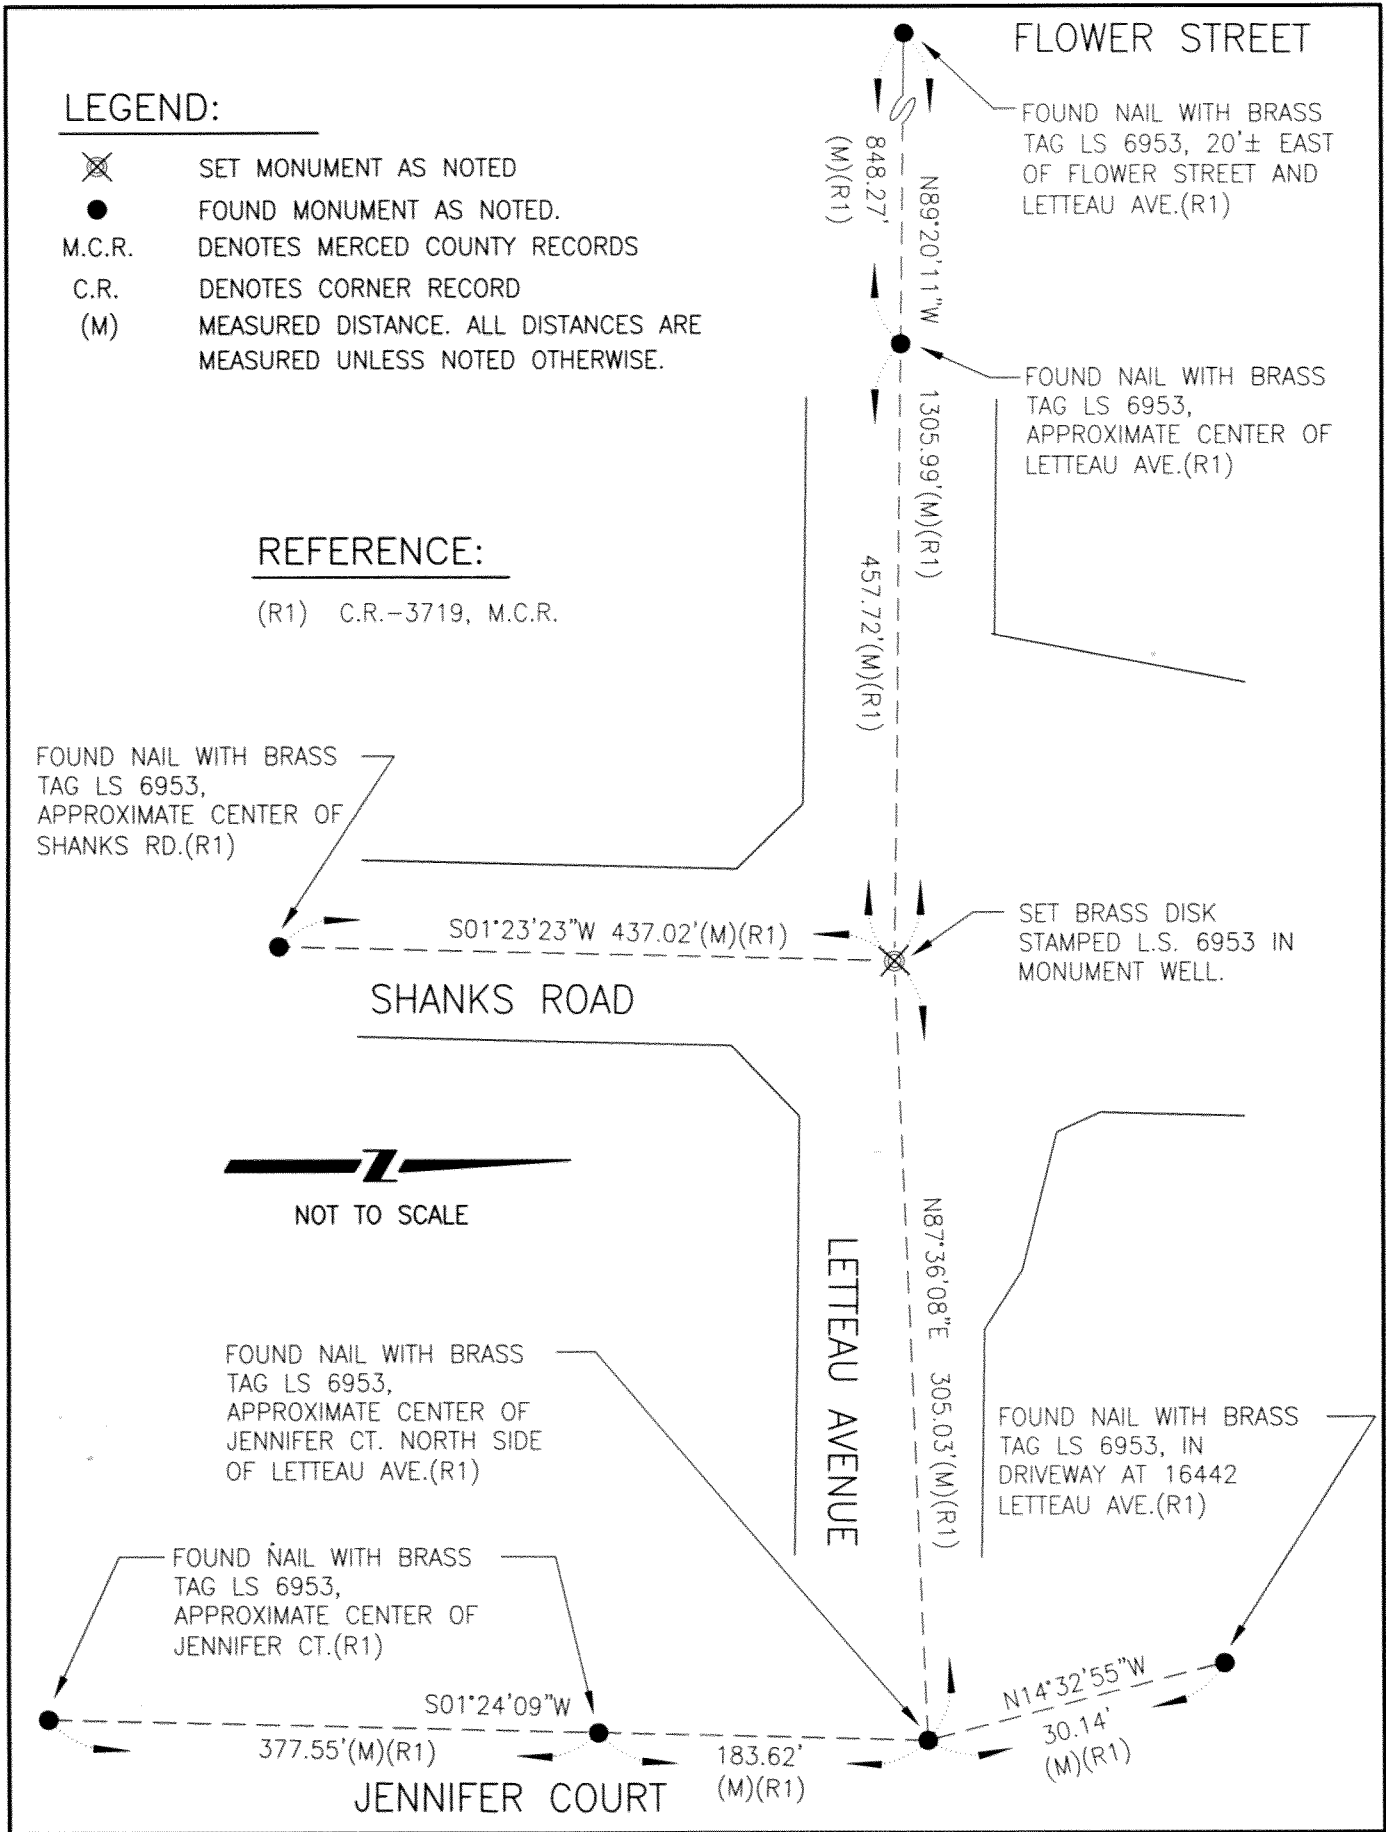 FLOWER STREET
FOUND NAIL WITH BRASS
TAG LS 6953, 20'± EAST
OF FLOWER STREET AND
LETTEAU AVE.(R1)
LEGEND:
SET MONUMENT AS NOTED
FOUND MONUMENT AS NOTED.
M.C.R. DENOTES MERCED COUNTY RECORDS
C.R. DENOTES CORNER RECORD
(M) MEASURED DISTANCE. ALL DISTANCES ARE
MEASURED UNLESS NOTED OTHERWISE.
848.27'
(M)(R1)
N89°20'11"W 1305.99'(M)(R1)
FOUND NAIL WITH BRASS
TAG LS 6953,
APPROXIMATE CENTER OF
LETTEAU AVE.(R1)
457.72'(M)(R1)
REFERENCE:
(R1) C.R.-3719, M.C.R.
FOUND NAIL WITH BRASS
TAG LS 6953,
APPROXIMATE CENTER OF
SHANKS RD.(R1)
S01°23'23"W 437.02'(M)(R1)
SHANKS ROAD
SET BRASS DISK
STAMPED L.S. 6953 IN
MONUMENT WELL.
Z
NOT TO SCALE
LETTEAU AVENUE
N87°36'08"E 305.03'(M)(R1)
FOUND NAIL WITH BRASS
TAG LS 6953,
APPROXIMATE CENTER OF
JENNIFER CT. NORTH SIDE
OF LETTEAU AVE.(R1)
FOUND NAIL WITH BRASS
TAG LS 6953, IN
DRIVEWAY AT 16442
LETTEAU AVE.(R1)
FOUND NAIL WITH BRASS
TAG LS 6953,
APPROXIMATE CENTER OF
JENNIFER CT.(R1)
S01°24'09"W
377.55'(M)(R1)
183.62'
(M)(R1)
N14°32'55"W
30.14'
(M)(R1)
JENNIFER COURT